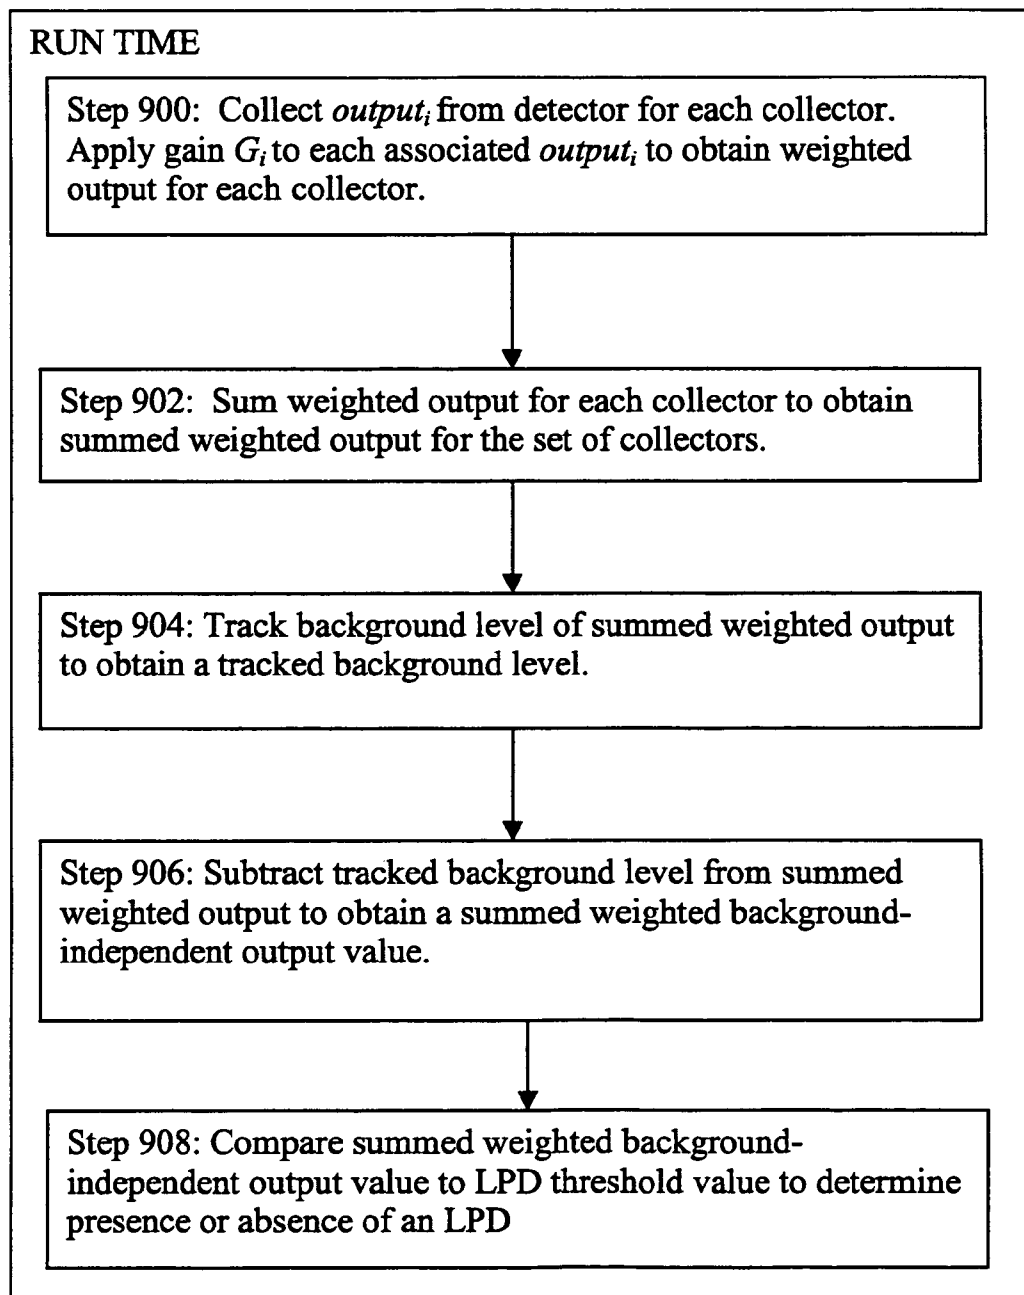 RUN TIME
Step 900:  Collect output_i from detector for each collector.
Apply gain G_i to each associated output_i to obtain weighted
output for each collector.
Step 902:  Sum weighted output for each collector to obtain
summed weighted output for the set of collectors.
Step 904: Track background level of summed weighted output
to obtain a tracked background level.
Step 906: Subtract tracked background level from summed
weighted output to obtain a summed weighted background-
independent output value.
Step 908: Compare summed weighted background-
independent output value to LPD threshold value to determine
presence or absence of an LPD